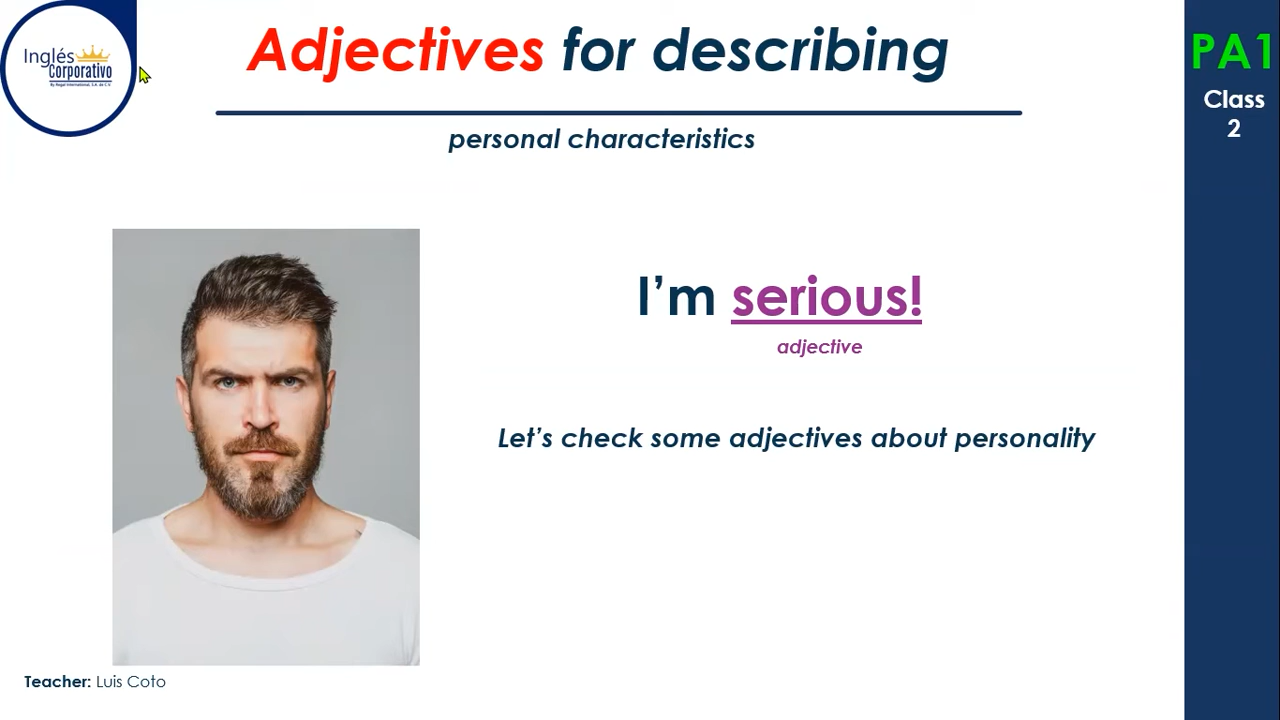 Inglés
Corporativo
By Regal International, S.A. de C.V.
Adjectives for describing
personal characteristics
PA1
Class
2
I'm serious!
adjective
Let's check some adjectives about personality
Teacher: Luis Coto